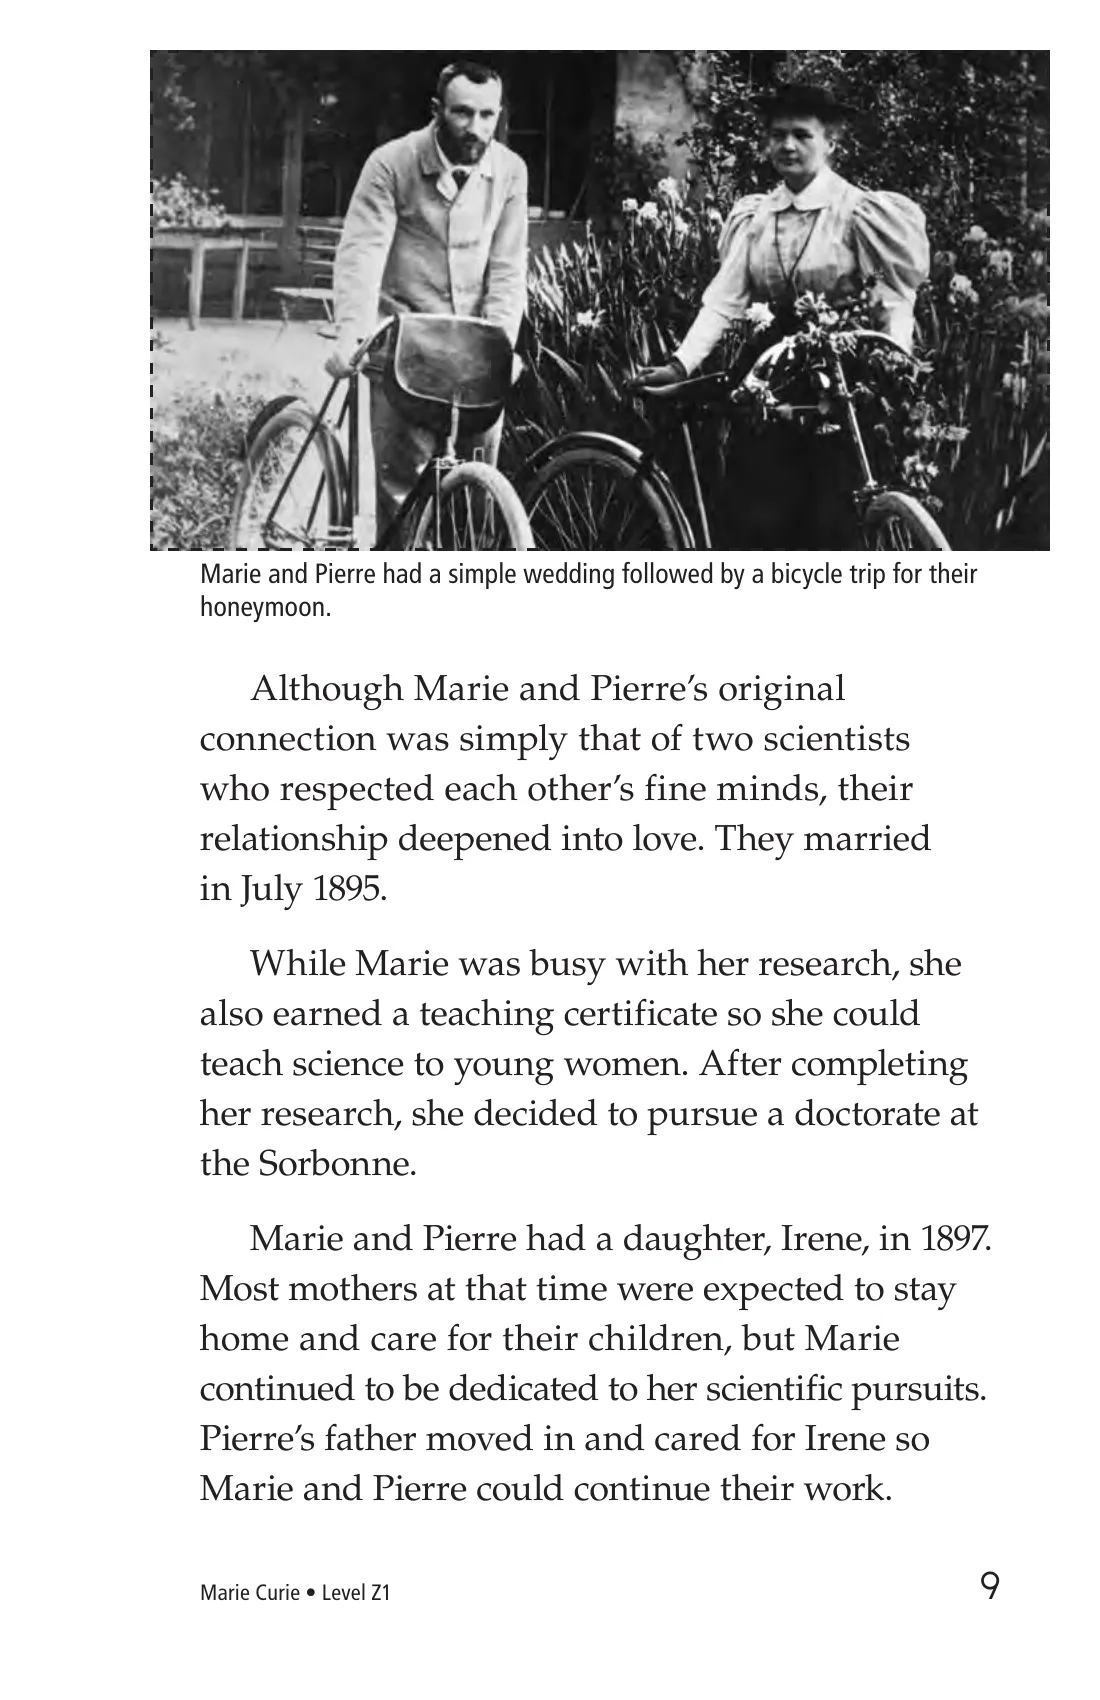 Marie and Pierre had a simple wedding followed by a bicycle trip for their
honeymoon.
Although Marie and Pierre’s original
connection was simply that of two scientists
who respected each other’s fine minds, their
relationship deepened into love. They married
in July 1895.
While Marie was busy with her research, she
also earned a teaching certificate so she could
teach science to young women. After completing
her research, she decided to pursue a doctorate at
the Sorbonne.
Marie and Pierre had a daughter, Irene, in 1897.
Most mothers at that time were expected to stay
home and care for their children, but Marie
continued to be dedicated to her scientific pursuits.
Pierre’s father moved in and cared for Irene so
Marie and Pierre could continue their work.
Marie Curie • Level Z1
9